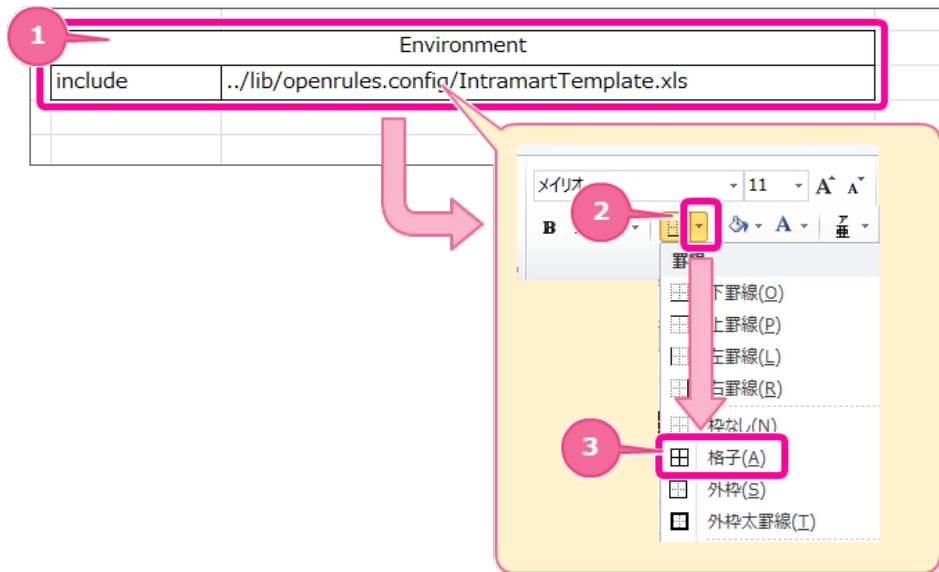 1
Environment
include ../lib/openrules.config/IntramartTemplate.xls
メイリオ 11 A A
2
B A ア亜
罫線
下罫線(O)
上罫線(P)
左罫線(L)
右罫線(R)
枠なし(N)
3
格子(A)
外枠(S)
外枠太罫線(T)